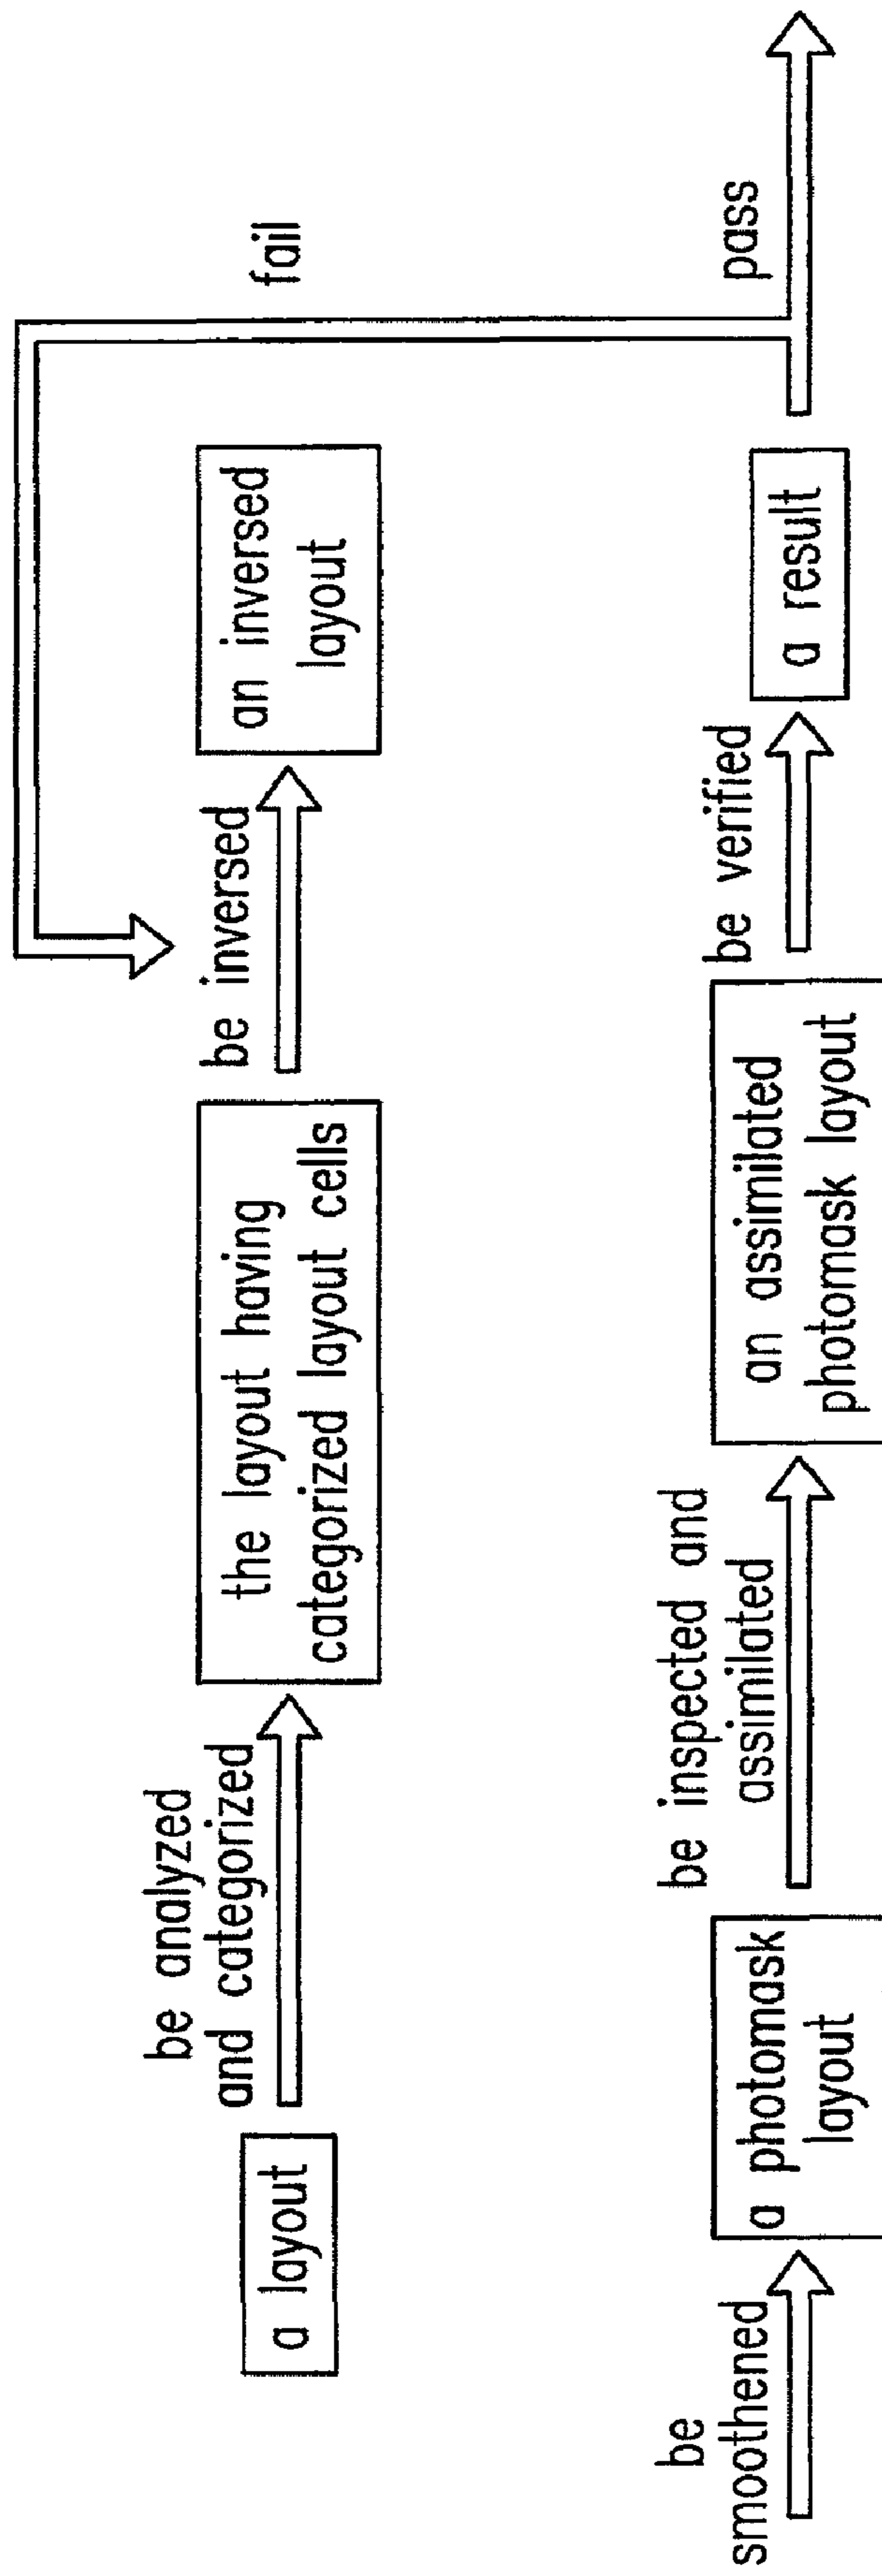 a layout
be analyzed
and categorized
the layout having
categorized layout cells
be inversed
an inversed
layout
fail
be
smoothened
a photomask
layout
be inspected and
assimilated
an assimilated
photomask layout
be verified
a result
pass